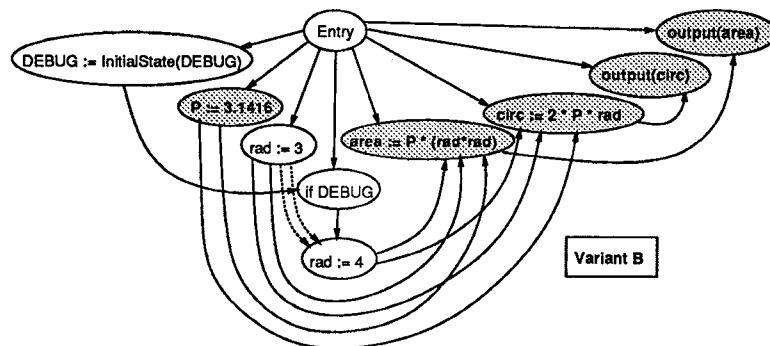 Entry
output(area)
DEBUG := InitialState(DEBUG)
output(circ)
P := 3.1416
circ := 2 * P * rad
rad := 3
area := P * (rad*rad)
if DEBUG
rad := 4
Variant B